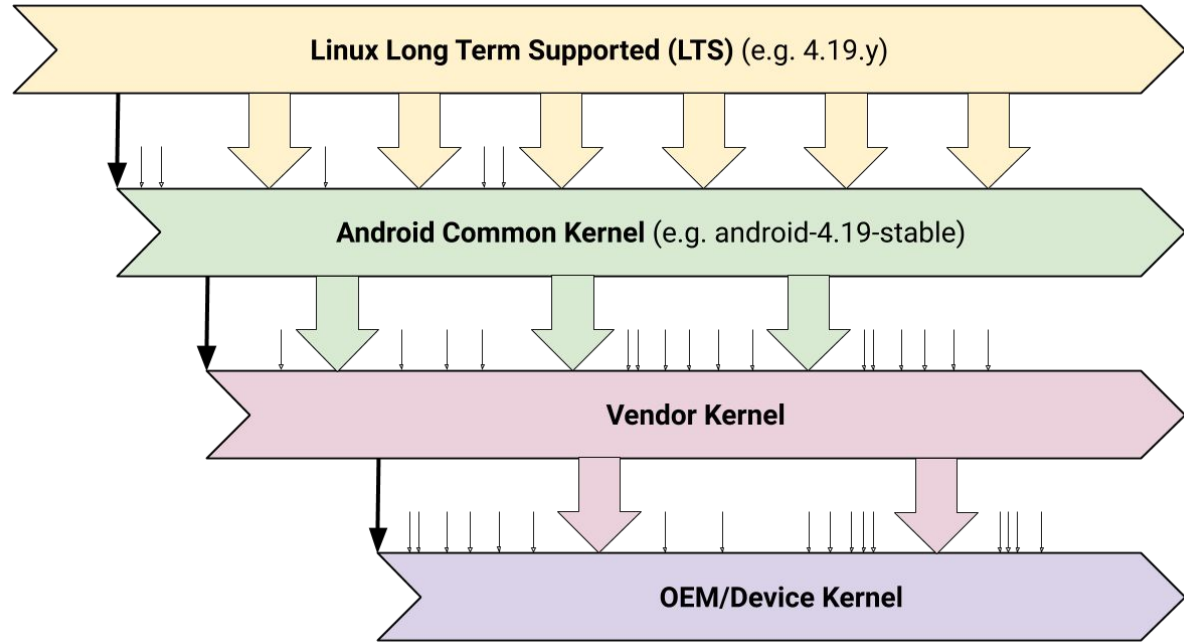 Linux Long Term Supported (LTS) (e.g. 4.19.y)
Android Common Kernel (e.g. android-4.19-stable)
Vendor Kernel
OEM/Device Kernel